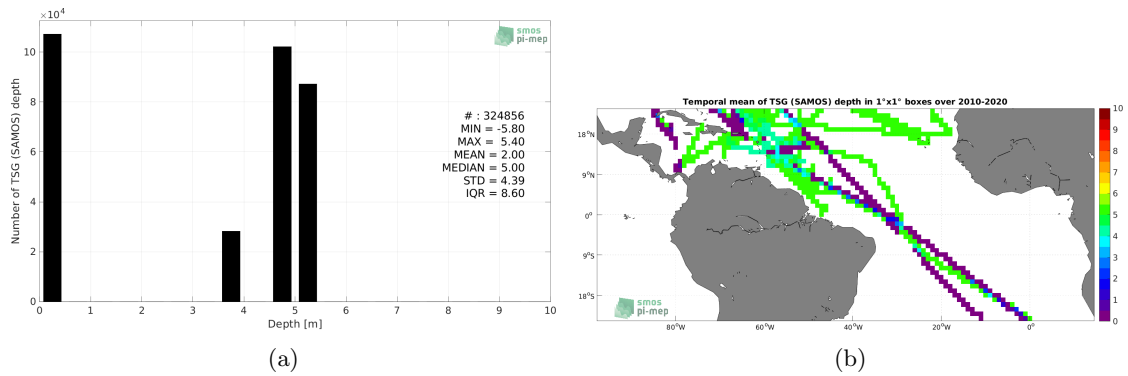 ×10⁴
smos
pi-mep
10
8
6
4
2
0
Number of TSG (SAMOS) depth
# : 324856
MIN = -5.80
MAX = 5.40
MEAN = 2.00
MEDIAN = 5.00
STD = 4.39
IQR = 8.60
0 1 2 3 4 5 6 7 8 9 10
Depth [m]
(a)
Temporal mean of TSG (SAMOS) depth in 1°x1° boxes over 2010-2020
18°N
9°N
0°
9°S
18°S
smos
pi-mep
80°W 60°W 40°W 20°W 0°
10
9
8
7
6
5
4
3
2
1
0
(b)